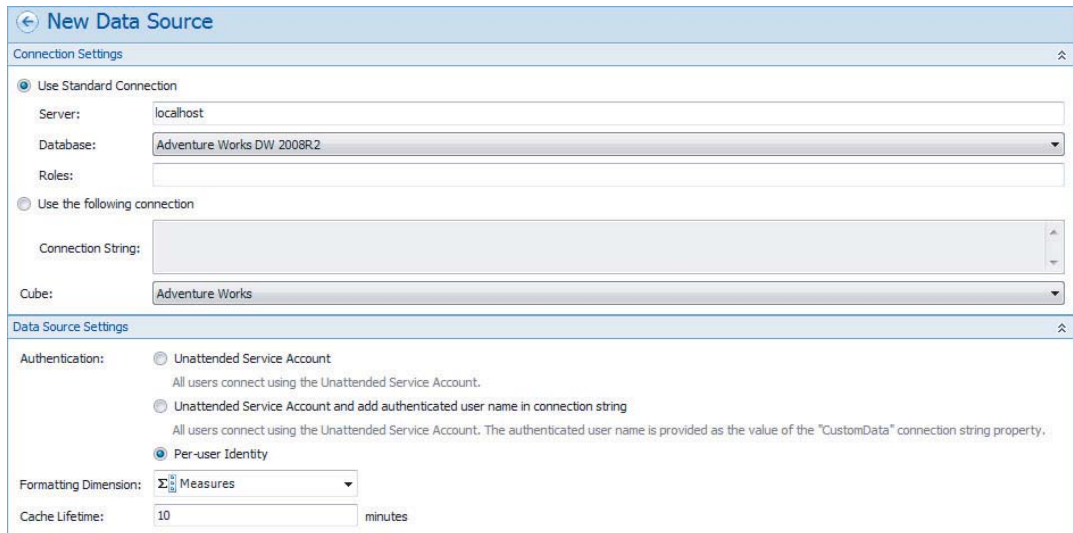 New Data Source
Connection Settings
Use Standard Connection
Server: localhost
Database: Adventure Works DW 2008R2
Roles:
Use the following connection
Connection String:
Cube: Adventure Works
Data Source Settings
Authentication: Unattended Service Account
All users connect using the Unattended Service Account.
Unattended Service Account and add authenticated user name in connection string
All users connect using the Unattended Service Account. The authenticated user name is provided as the value of the "CustomData" connection string property.
Per-user Identity
Formatting Dimension: Measures
Cache Lifetime: 10 minutes